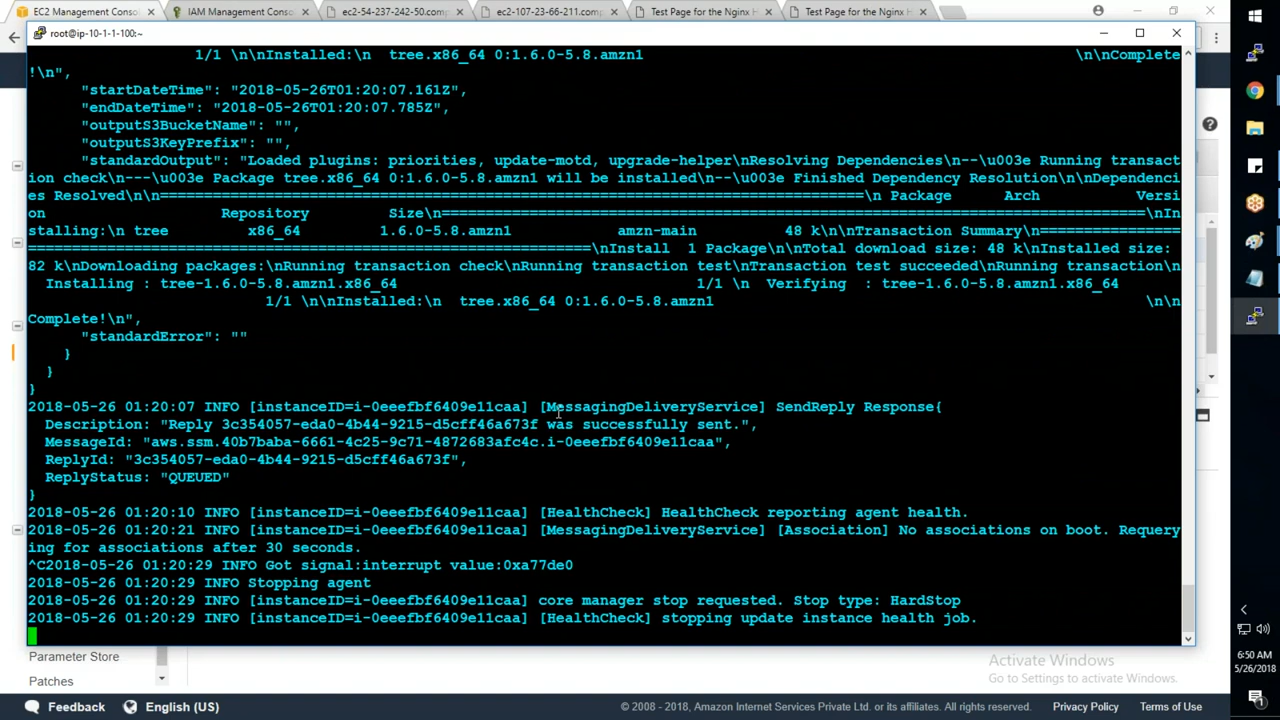 EC2 Management Consol
IAM Management Consol
ec2-54-237-242-50.comp
ec2-107-23-66-211.comp
Test Page for the Nginx H
Test Page for the Nginx H
root@ip-10-1-1-100:~
1/1 \n\nInstalled:\n  tree.x86_64 0:1.6.0-5.8.amzn1 \n\nComplete
!\n",
"startDateTime": "2018-05-26T01:20:07.161Z",
"endDateTime": "2018-05-26T01:20:07.785Z",
"outputS3BucketName": "",
"outputS3KeyPrefix": "",
"standardOutput": "Loaded plugins: priorities, update-motd, upgrade-helper\nResolving Dependencies\n--\u003e Running transact
ion check\n---\u003e Package tree.x86_64 0:1.6.0-5.8.amzn1 will be installed\n--\u003e Finished Dependency Resolution\n\nDependenci
es Resolved\n\n================================================================================\n Package Arch Versi
on Repository Size\n================================================================================\nIn
stalling:\n tree x86_64 1.6.0-5.8.amzn1 amzn-main 48 k\n\nTransaction Summary\n================
================================================================\nInstall  1 Package\n\nTotal download size: 48 k\nInstalled size:
82 k\nDownloading packages:\nRunning transaction check\nRunning transaction test\nTransaction test succeeded\nRunning transaction\n
Installing : tree-1.6.0-5.8.amzn1.x86_64 1/1 \n  Verifying  : tree-1.6.0-5.8.amzn1.x86_64
1/1 \n\nInstalled:\n  tree.x86_64 0:1.6.0-5.8.amzn1 \n\n
Complete!\n",
"standardError": ""
}
}
}
2018-05-26 01:20:07 INFO [instanceID=i-0eeefbf6409e11caa] [MessagingDeliveryService] SendReply Response{
Description: "Reply 3c354057-eda0-4b44-9215-d5cff46a673f was successfully sent.",
MessageId: "aws.ssm.40b7baba-6661-4c25-9c71-4872683afc4c.i-0eeefbf6409e11caa",
ReplyId: "3c354057-eda0-4b44-9215-d5cff46a673f",
ReplyStatus: "QUEUED"
}
2018-05-26 01:20:10 INFO [instanceID=i-0eeefbf6409e11caa] [HealthCheck] HealthCheck reporting agent health.
2018-05-26 01:20:21 INFO [instanceID=i-0eeefbf6409e11caa] [MessagingDeliveryService] [Association] No associations on boot. Requery
ing for associations after 30 seconds.
^C2018-05-26 01:20:29 INFO Got signal:interrupt value:0xa77de0
2018-05-26 01:20:29 INFO Stopping agent
2018-05-26 01:20:29 INFO [instanceID=i-0eeefbf6409e11caa] core manager stop requested. Stop type: HardStop
2018-05-26 01:20:29 INFO [instanceID=i-0eeefbf6409e11caa] [HealthCheck] stopping update instance health job.
Parameter Store
Patches
Activate Windows
Go to Settings to activate Windows.
6:50 AM
5/26/2018
Feedback
English (US)
© 2008 - 2018, Amazon Internet Services Private Ltd. or its affiliates. All rights reserved.
Privacy Policy
Terms of Use